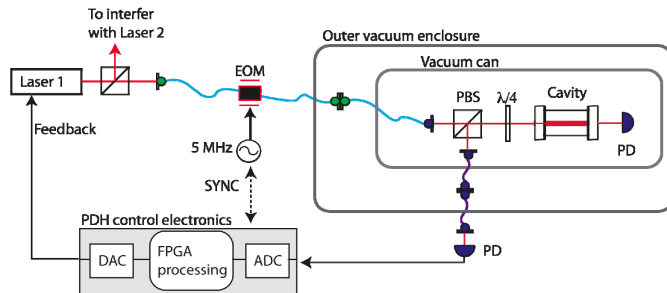 To interfer
with Laser 2
Outer vacuum enclosure
Vacuum can
Laser 1
EOM
PBS
λ/4
Cavity
PD
Feedback
5 MHz
SYNC
PDH control electronics
DAC
FPGA
processing
ADC
PD